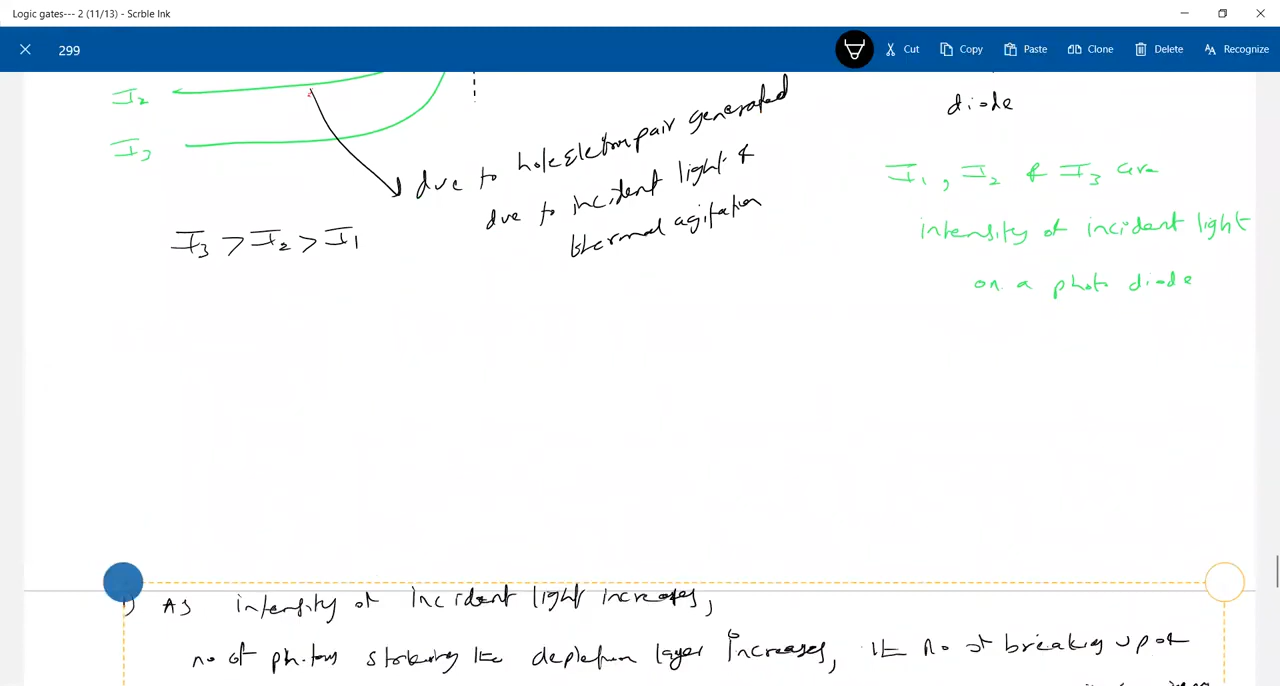 Logic gates--- 2 (11/13) - Scrble Ink
299
Cut Copy Paste Clone Delete Recognize
I2
I3
diode
due to hole eletron pair generated
due to incident light &
thermal agitation
I3 > I2 > I1
I1, I2 & I3 are
intensity of incident light
on a photo diode
1) As intensity of incident light increases,
no of photons striking the depletion layer increases, the no of breaking up of